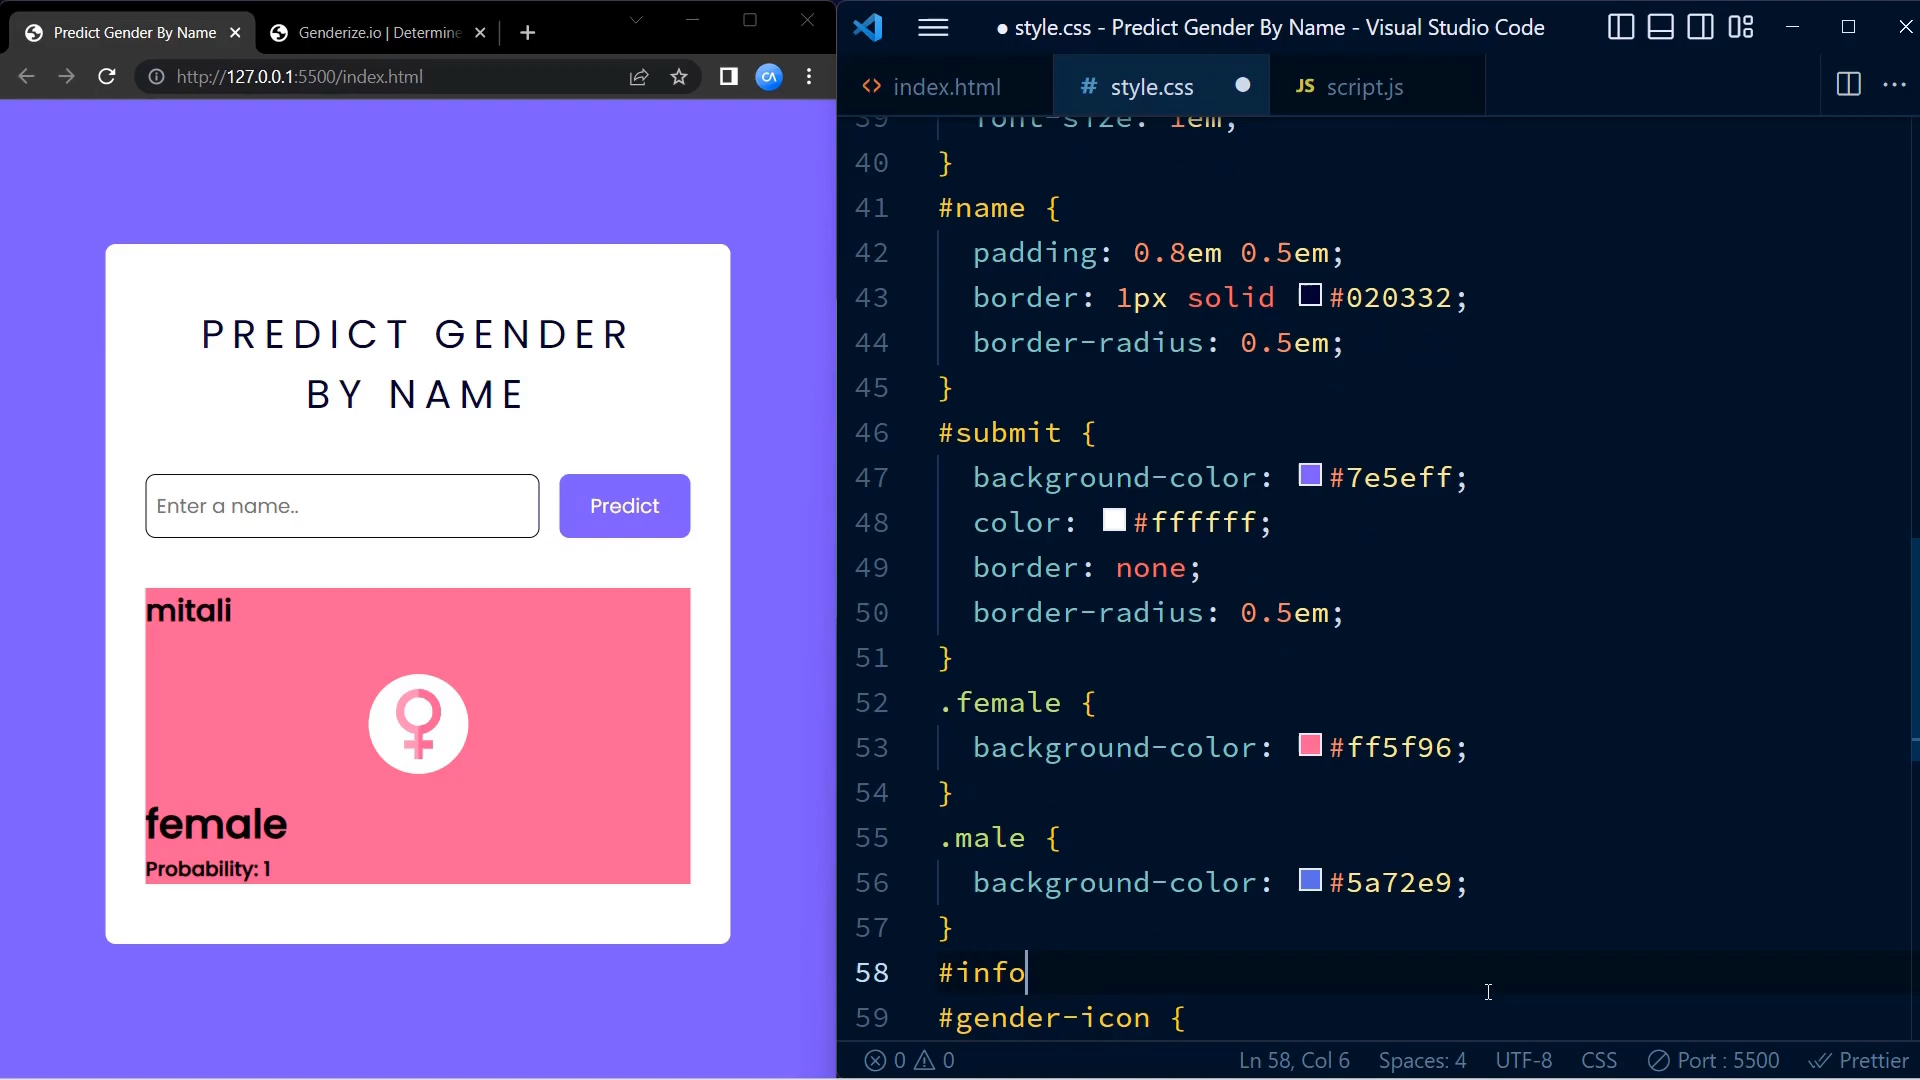 Predict Gender By Name
Genderize.io | Determine
http://127.0.0.1:5500/index.html
PREDICT GENDER
BY NAME
Enter a name..
Predict
mitali
female
Probability: 1
● style.css - Predict Gender By Name - Visual Studio Code
<> index.html
# style.css
JS script.js
39 font-size: 1em;
40 }
41 #name {
42 padding: 0.8em 0.5em;
43 border: 1px solid #020332;
44 border-radius: 0.5em;
45 }
46 #submit {
47 background-color: #7e5eff;
48 color: #ffffff;
49 border: none;
50 border-radius: 0.5em;
51 }
52 .female {
53 background-color: #ff5f96;
54 }
55 .male {
56 background-color: #5a72e9;
57 }
58 #info
59 #gender-icon {
0 0 Ln 58, Col 6 Spaces: 4 UTF-8 CSS Port : 5500 Prettier